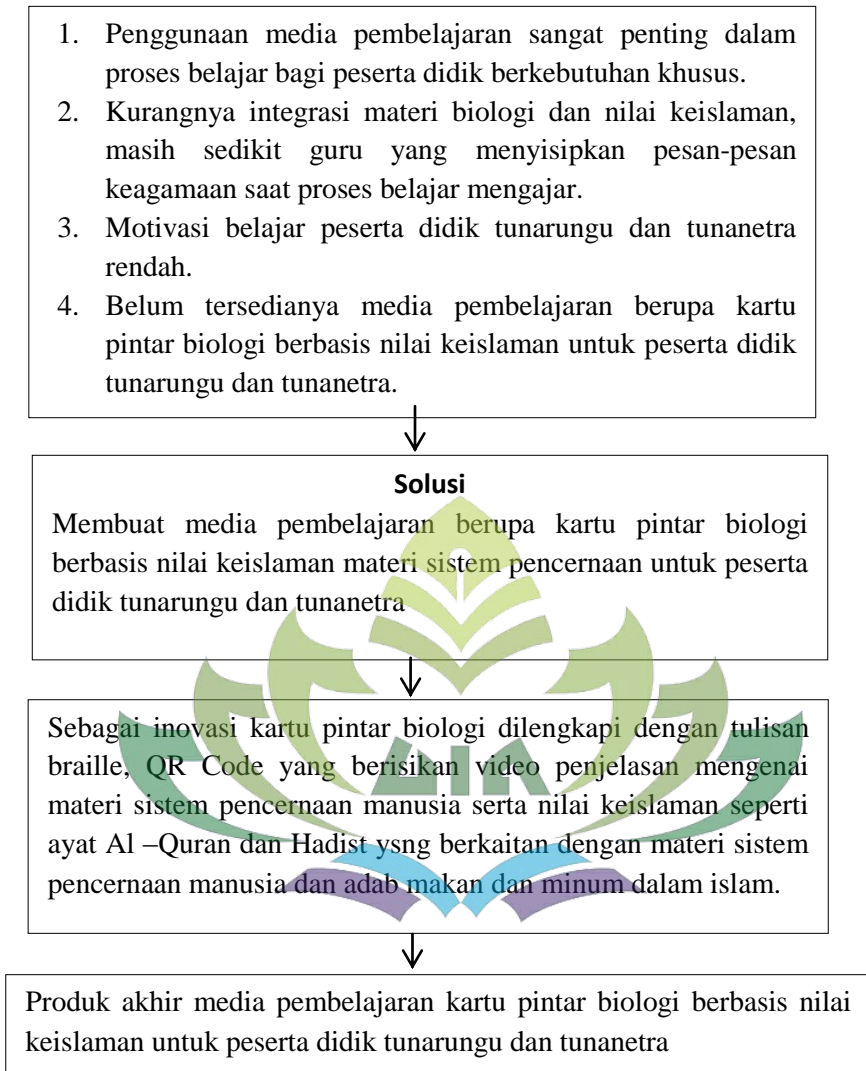 1. Penggunaan media pembelajaran sangat penting dalam
proses belajar bagi peserta didik berkebutuhan khusus.
2. Kurangnya integrasi materi biologi dan nilai keislaman,
masih sedikit guru yang menyisipkan pesan-pesan
keagamaan saat proses belajar mengajar.
3. Motivasi belajar peserta didik tunarungu dan tunanetra
rendah.
4. Belum tersedianya media pembelajaran berupa kartu
pintar biologi berbasis nilai keislaman untuk peserta didik
tunarungu dan tunanetra.
Solusi
Membuat media pembelajaran berupa kartu pintar biologi
berbasis nilai keislaman materi sistem pencernaan untuk peserta
didik tunarungu dan tunanetra
Sebagai inovasi kartu pintar biologi dilengkapi dengan tulisan
braille, QR Code yang berisikan video penjelasan mengenai
materi sistem pencernaan manusia serta nilai keislaman seperti
ayat Al –Quran dan Hadist ysng berkaitan dengan materi sistem
pencernaan manusia dan adab makan dan minum dalam islam.
Produk akhir media pembelajaran kartu pintar biologi berbasis nilai
keislaman untuk peserta didik tunarungu dan tunanetra